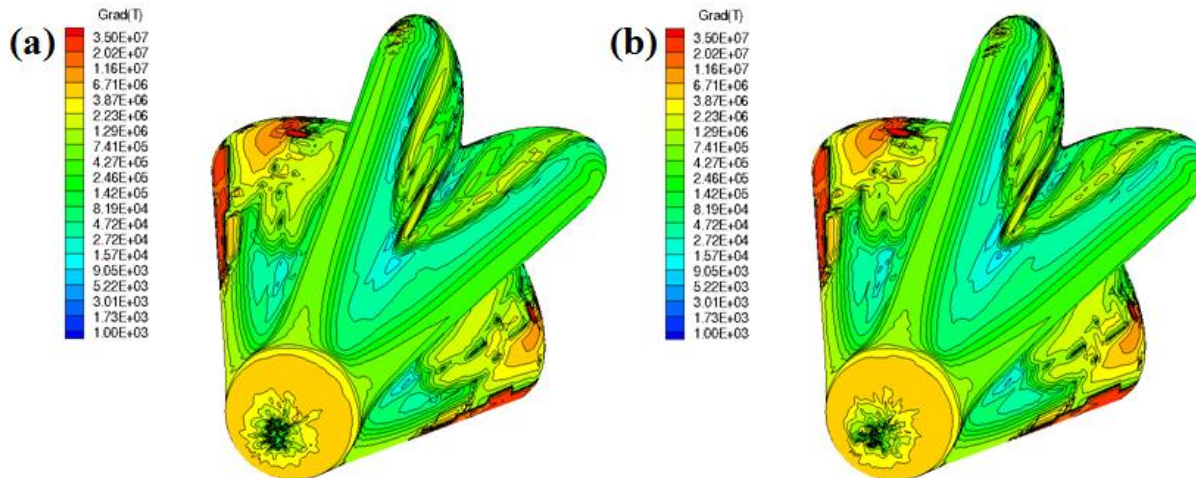 (a)
Grad(T)
3.50E+07
2.02E+07
1.16E+07
6.71E+06
3.87E+06
2.23E+06
1.29E+06
7.41E+05
4.27E+05
2.46E+05
1.42E+05
8.19E+04
4.72E+04
2.72E+04
1.57E+04
9.05E+03
5.22E+03
3.01E+03
1.73E+03
1.00E+03
(b)
Grad(T)
3.50E+07
2.02E+07
1.16E+07
6.71E+06
3.87E+06
2.23E+06
1.29E+06
7.41E+05
4.27E+05
2.46E+05
1.42E+05
8.19E+04
4.72E+04
2.72E+04
1.57E+04
9.05E+03
5.22E+03
3.01E+03
1.73E+03
1.00E+03